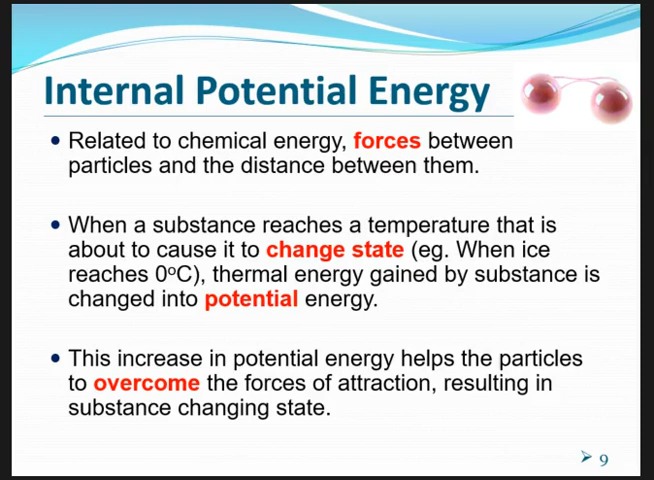 Internal Potential Energy
• Related to chemical energy, forces between
particles and the distance between them.
• When a substance reaches a temperature that is
about to cause it to change state (eg. When ice
reaches 0ºC), thermal energy gained by substance is
changed into potential energy.
• This increase in potential energy helps the particles
to overcome the forces of attraction, resulting in
substance changing state.
➢ 9